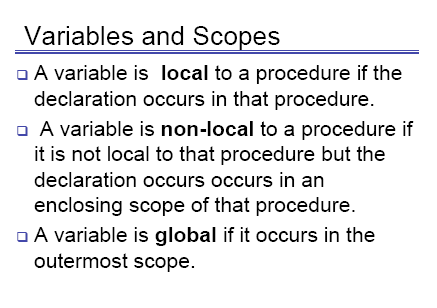 Variables and Scopes
A variable is local to a procedure if the
declaration occurs in that procedure.
A variable is non-local to a procedure if
it is not local to that procedure but the
declaration occurs occurs in an
enclosing scope of that procedure.
A variable is global if it occurs in the
outermost scope.